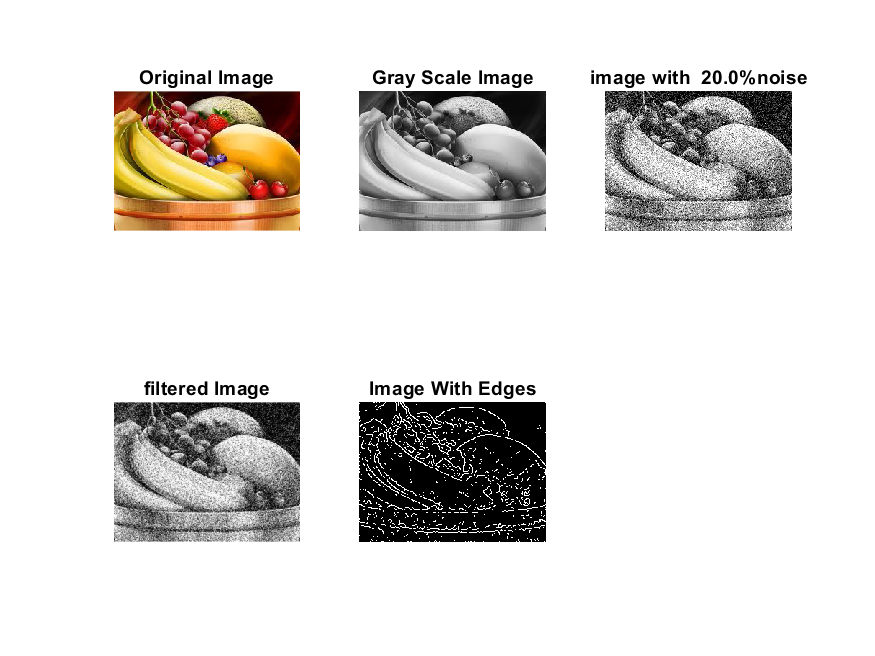 Original Image
Gray Scale Image
image with  20.0%noise
filtered Image
Image With Edges